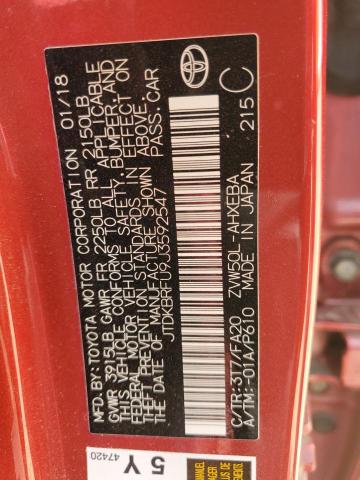 MFD.BY:TOYOTA MOTOR CORPORATION 01/18
GVWR 3915LB GAWR FR 2250LB RR 2150LB
THIS VEHICLE CONFORMS TO ALL APPLICABLE
FEDERAL MOTOR VEHICLE SAFETY, BUMPER, AND
THEFT PREVENTION STANDARDS IN EFFECT ON THE
DATE OF MANUFACTURE SHOWN ABOVE.
JTDKBRFU9J3592547 PASS.CAR
C/TR: FA20 ZVW50L-AHXEBA
A/TM:-01A/P610 MADE IN JAPAN 215 C
47420
5 Y
MANUEL